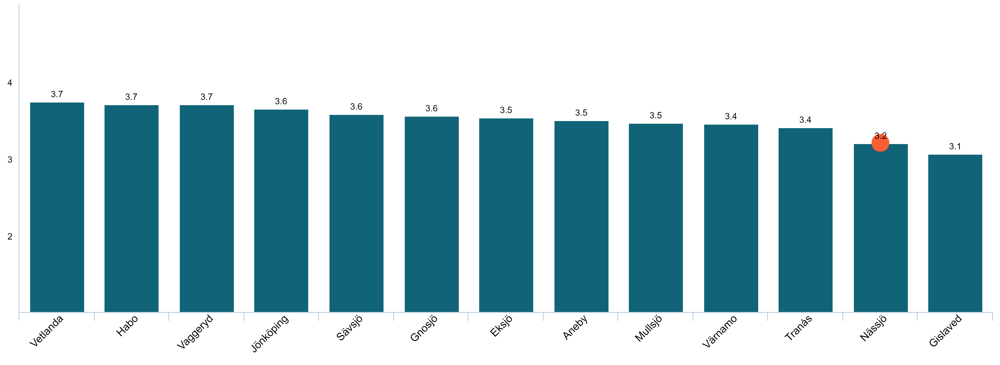 4
3
2
3.7
3.7
3.7
3.6
3.6
3.6
3.5
3.5
3.5
3.4
3.4
3.2
3.1
Vetlanda
Habo
Vaggeryd
Jönköping
Sävsjö
Gnosjö
Eksjö
Aneby
Mullsjö
Värnamo
Tranås
Nässjö
Gislaved